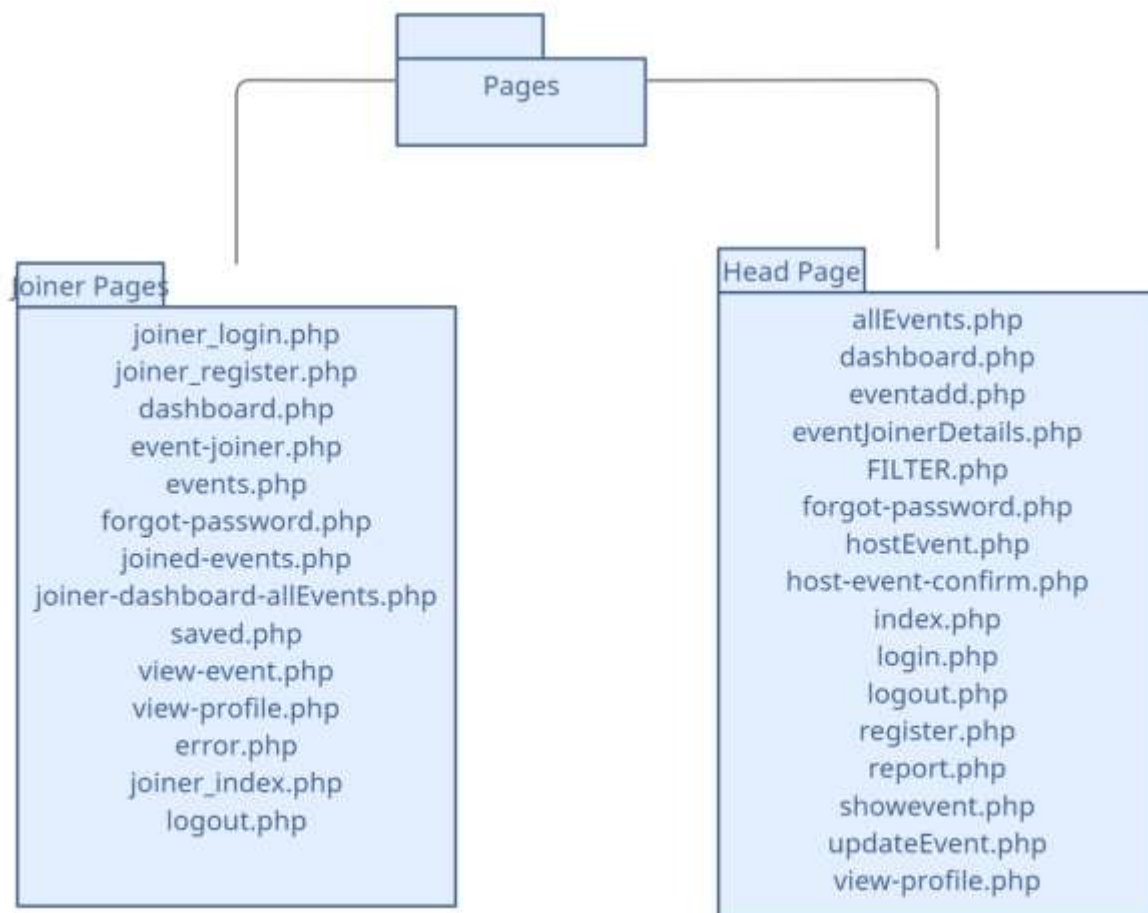 Pages
Joiner Pages
joiner_login.php
joiner_register.php
dashboard.php
event-joiner.php
events.php
forgot-password.php
joined-events.php
joiner-dashboard-allEvents.php
saved.php
view-event.php
view-profile.php
error.php
joiner_index.php
logout.php
Head Page
allEvents.php
dashboard.php
eventadd.php
eventJoinerDetails.php
FILTER.php
forgot-password.php
hostEvent.php
host-event-confirm.php
index.php
login.php
logout.php
register.php
report.php
showevent.php
updateEvent.php
view-profile.php